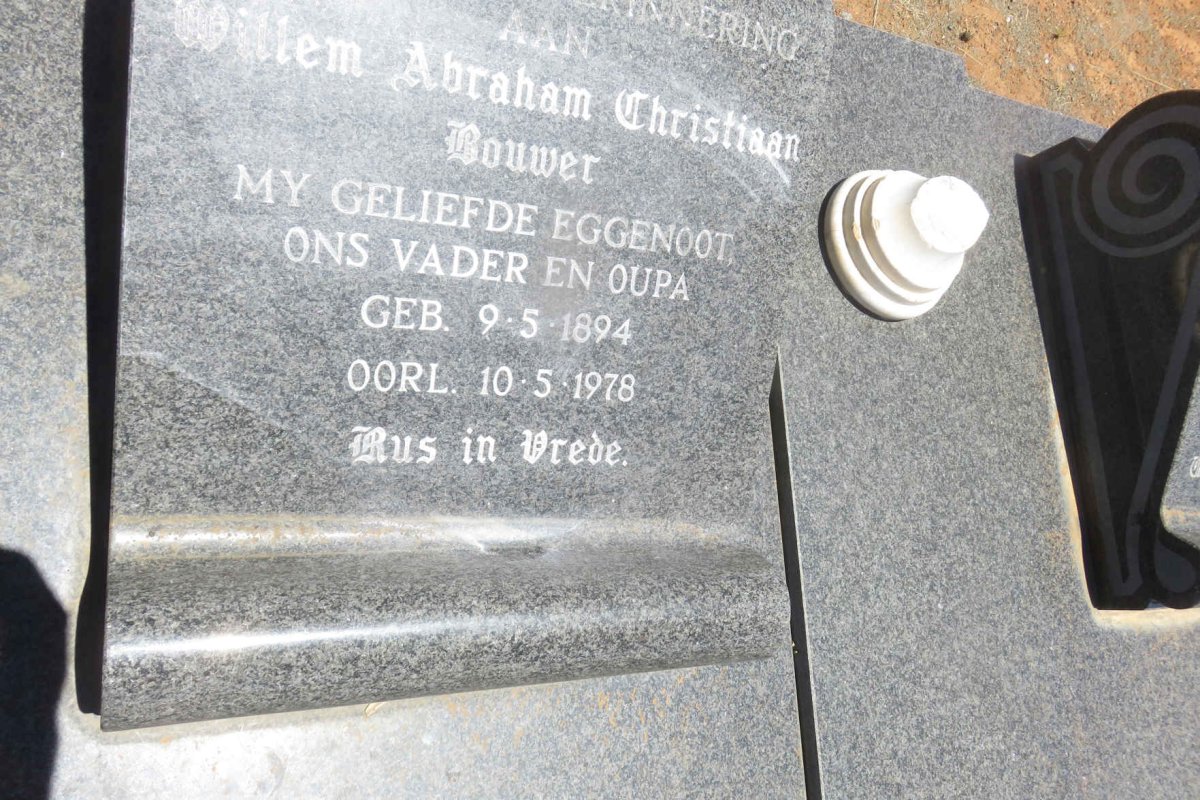 AAN
Willem Abraham Christiaan
Bouwer
MY GELIEFDE EGGENOOT,
ONS VADER EN OUPA
GEB. 9·5·1894
OORL. 10·5·1978
Rus in Vrede.